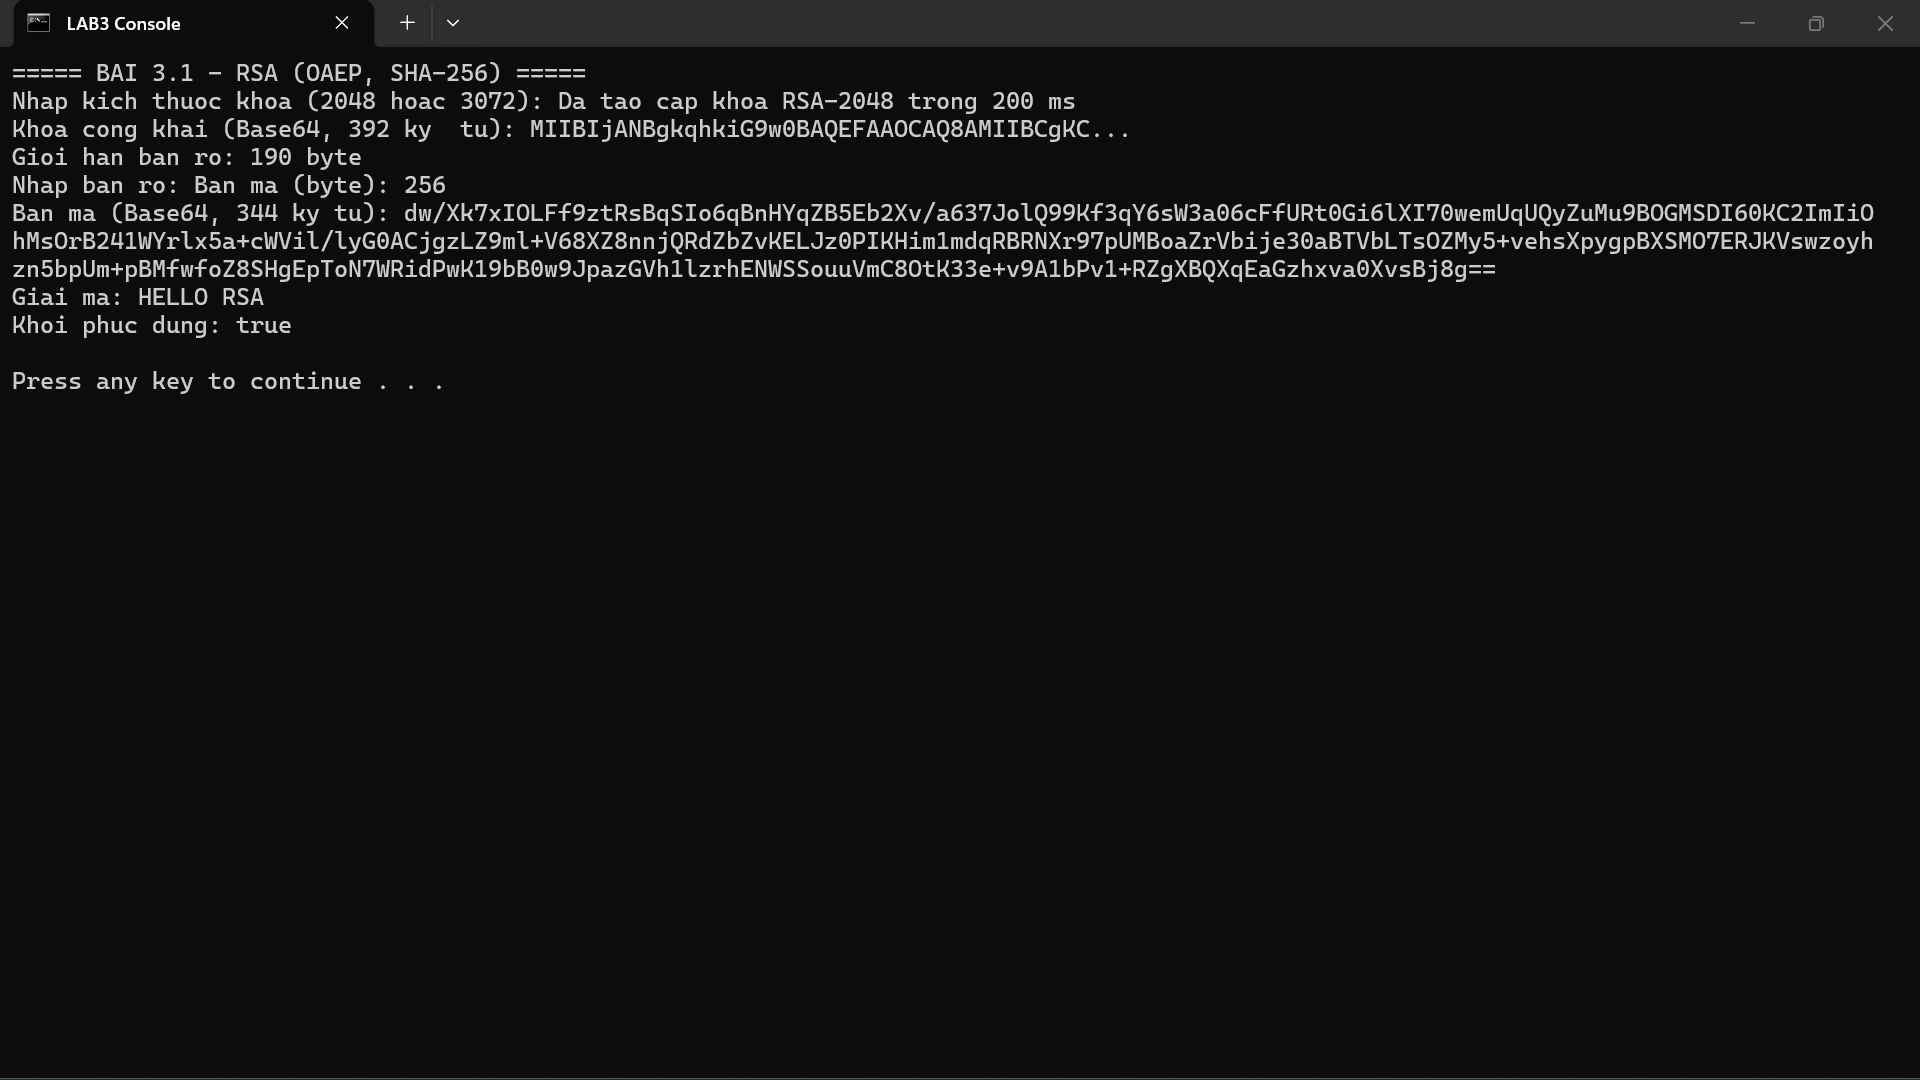 LAB3 Console
===== BAI 3.1 - RSA (OAEP, SHA-256) =====
Nhap kich thuoc khoa (2048 hoac 3072): Da tao cap khoa RSA-2048 trong 200 ms
Khoa cong khai (Base64, 392 ky  tu): MIIBIjANBgkqhkiG9w0BAQEFAAOCAQ8AMIIBCgKC...
Gioi han ban ro: 190 byte
Nhap ban ro: Ban ma (byte): 256
Ban ma (Base64, 344 ky tu): dw/Xk7xIOLFf9ztRsBqSIo6qBnHYqZB5Eb2Xv/a637JolQ99Kf3qY6sW3a06cFfURt0Gi6lXI70wemUqUQyZuMu9BOGMSDI60KC2ImIiO
hMsOrB241WYrlx5a+cWVil/lyG0ACjgzLZ9ml+V68XZ8nnjQRdZbZvKELJz0PIKHim1mdqRBRNXr97pUMBoaZrVbije30aBTVbLTsOZMy5+vehsXpygpBXSMO7ERJKVswzoyh
zn5bpUm+pBMfwfoZ8SHgEpToN7WRidPwK19bB0w9JpazGVh1lzrhENWSSouuVmC8OtK33e+v9A1bPv1+RZgXBQXqEaGzhxva0XvsBj8g==
Giai ma: HELLO RSA
Khoi phuc dung: true
Press any key to continue . . .